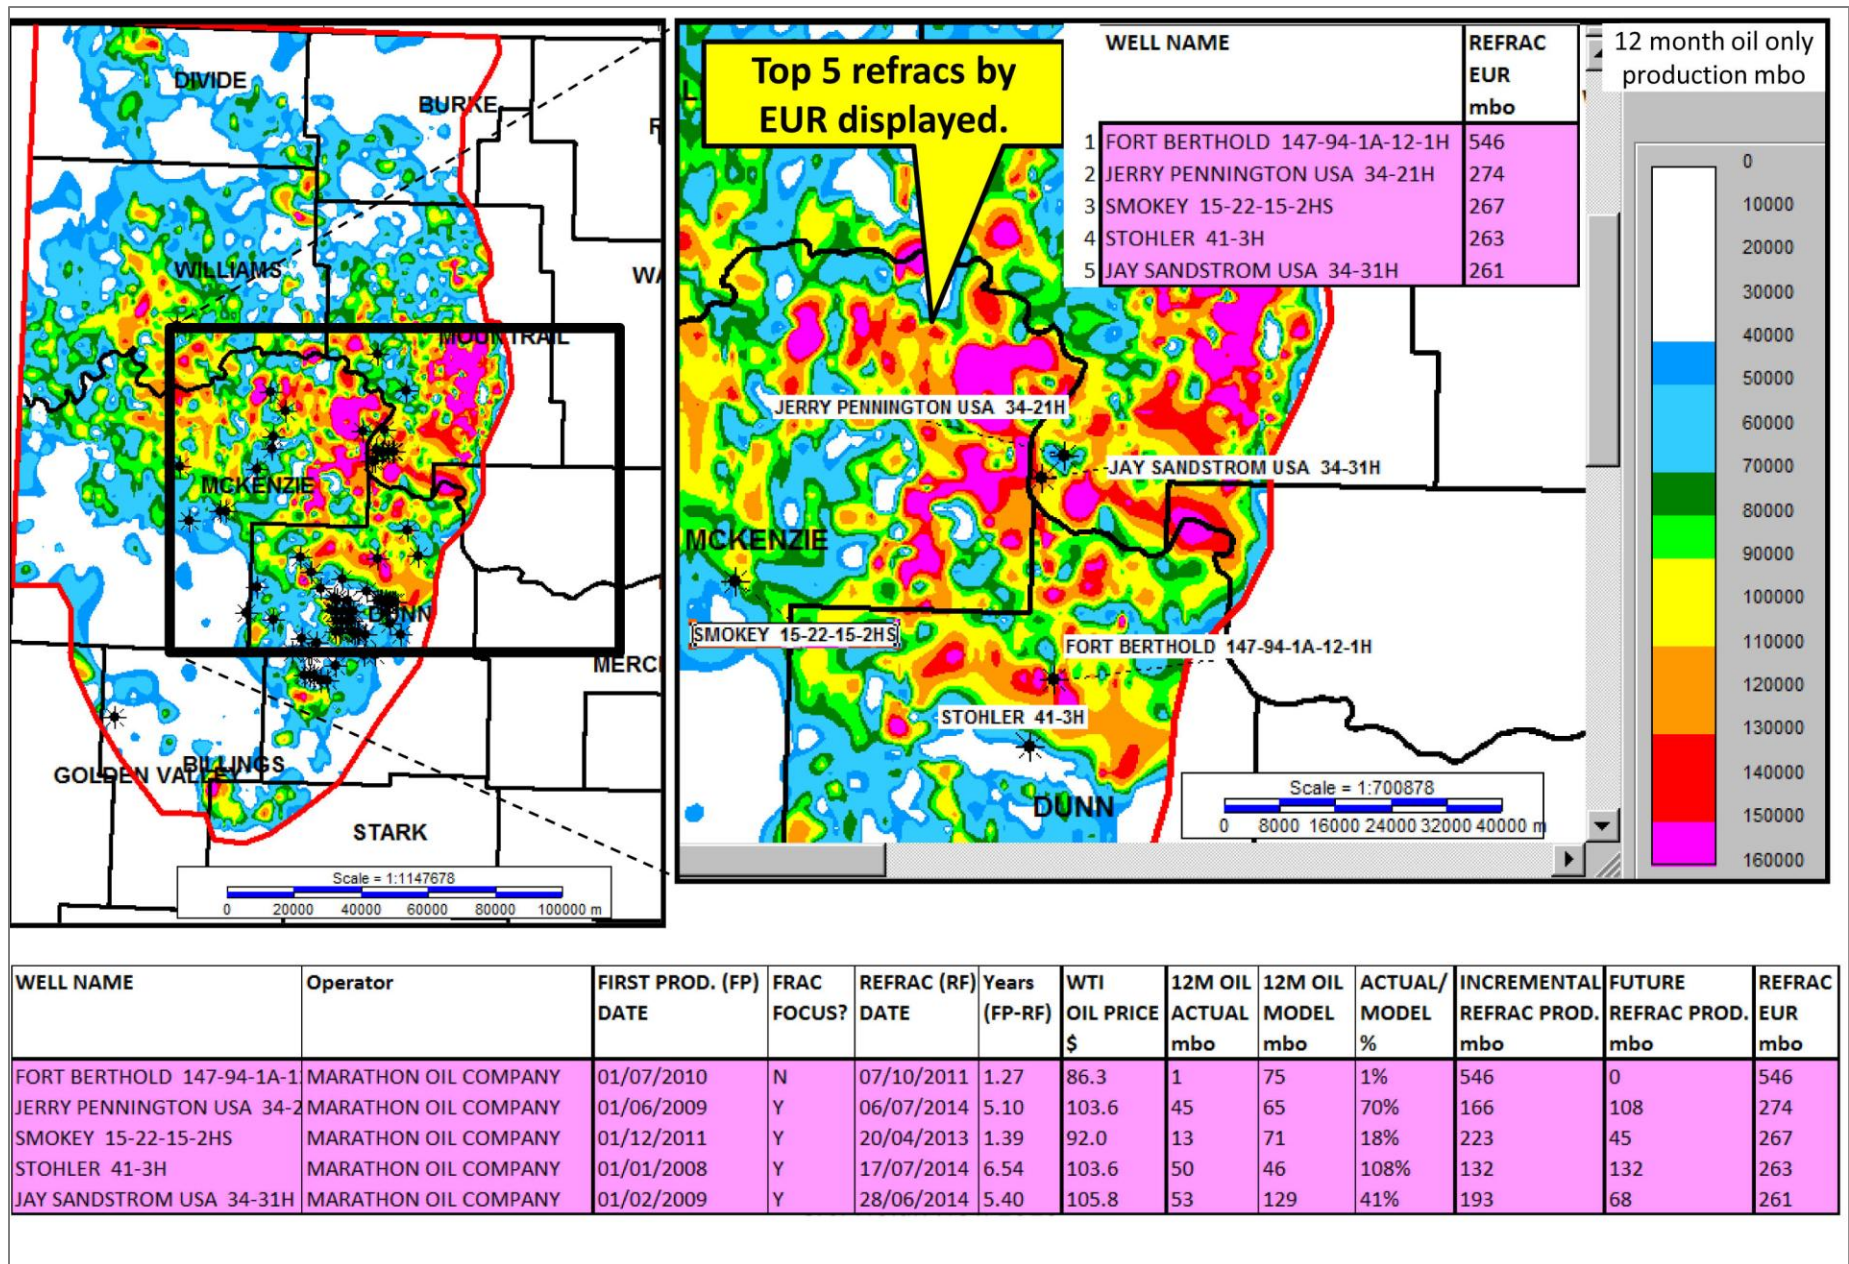 DIVIDE
BURKE
R
WILLIAMS
WA
MOUNTRAIL
MCKENZIE
DUNN
MERC
BILLINGS
GOLDEN VALLEY
STARK
Scale = 1:1147678
0 20000 40000 60000 80000 100000 m
Top 5 refracs by
EUR displayed.
WELL NAME REFRAC EUR mbo
1 FORT BERTHOLD 147-94-1A-12-1H 546
2 JERRY PENNINGTON USA 34-21H 274
3 SMOKEY 15-22-15-2HS 267
4 STOHLER 41-3H 263
5 JAY SANDSTROM USA 34-31H 261
JERRY PENNINGTON USA 34-21H
JAY SANDSTROM USA 34-31H
MCKENZIE
SMOKEY 15-22-15-2HS
FORT BERTHOLD 147-94-1A-12-1H
STOHLER 41-3H
DUNN
Scale = 1:700878
0 8000 16000 24000 32000 40000 m
12 month oil only
production mbo
0
10000
20000
30000
40000
50000
60000
70000
80000
90000
100000
110000
120000
130000
140000
150000
160000
WELL NAME Operator FIRST PROD. (FP) DATE FRAC FOCUS? REFRAC (RF) DATE Years (FP-RF) WTI OIL PRICE $ 12M OIL ACTUAL mbo 12M OIL MODEL mbo ACTUAL/ MODEL % INCREMENTAL REFRAC PROD. mbo FUTURE REFRAC PROD. mbo REFRAC EUR mbo
FORT BERTHOLD 147-94-1A-1 MARATHON OIL COMPANY 01/07/2010 N 07/10/2011 1.27 86.3 1 75 1% 546 0 546
JERRY PENNINGTON USA 34-2 MARATHON OIL COMPANY 01/06/2009 Y 06/07/2014 5.10 103.6 45 65 70% 166 108 274
SMOKEY 15-22-15-2HS MARATHON OIL COMPANY 01/12/2011 Y 20/04/2013 1.39 92.0 13 71 18% 223 45 267
STOHLER 41-3H MARATHON OIL COMPANY 01/01/2008 Y 17/07/2014 6.54 103.6 50 46 108% 132 132 263
JAY SANDSTROM USA 34-31H MARATHON OIL COMPANY 01/02/2009 Y 28/06/2014 5.40 105.8 53 129 41% 193 68 261